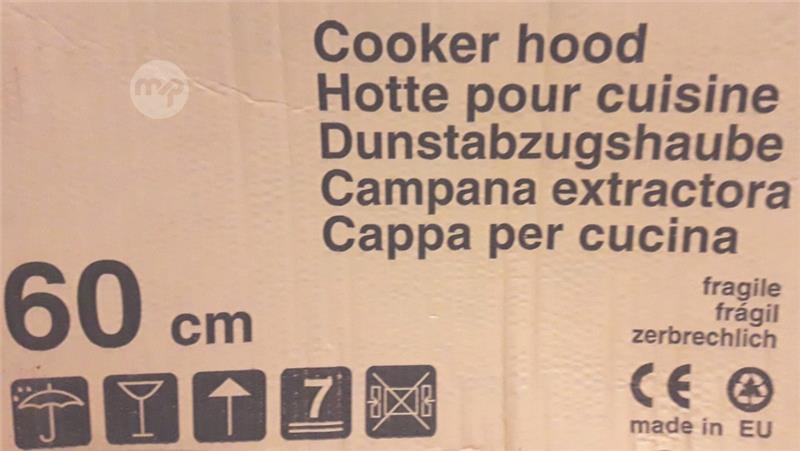 mp
Cooker hood
Hotte pour cuisine
Dunstabzugshaube
Campana extractora
Cappa per cucina
60 cm
fragile
frágil
zerbrechlich
7
CE
made in EU